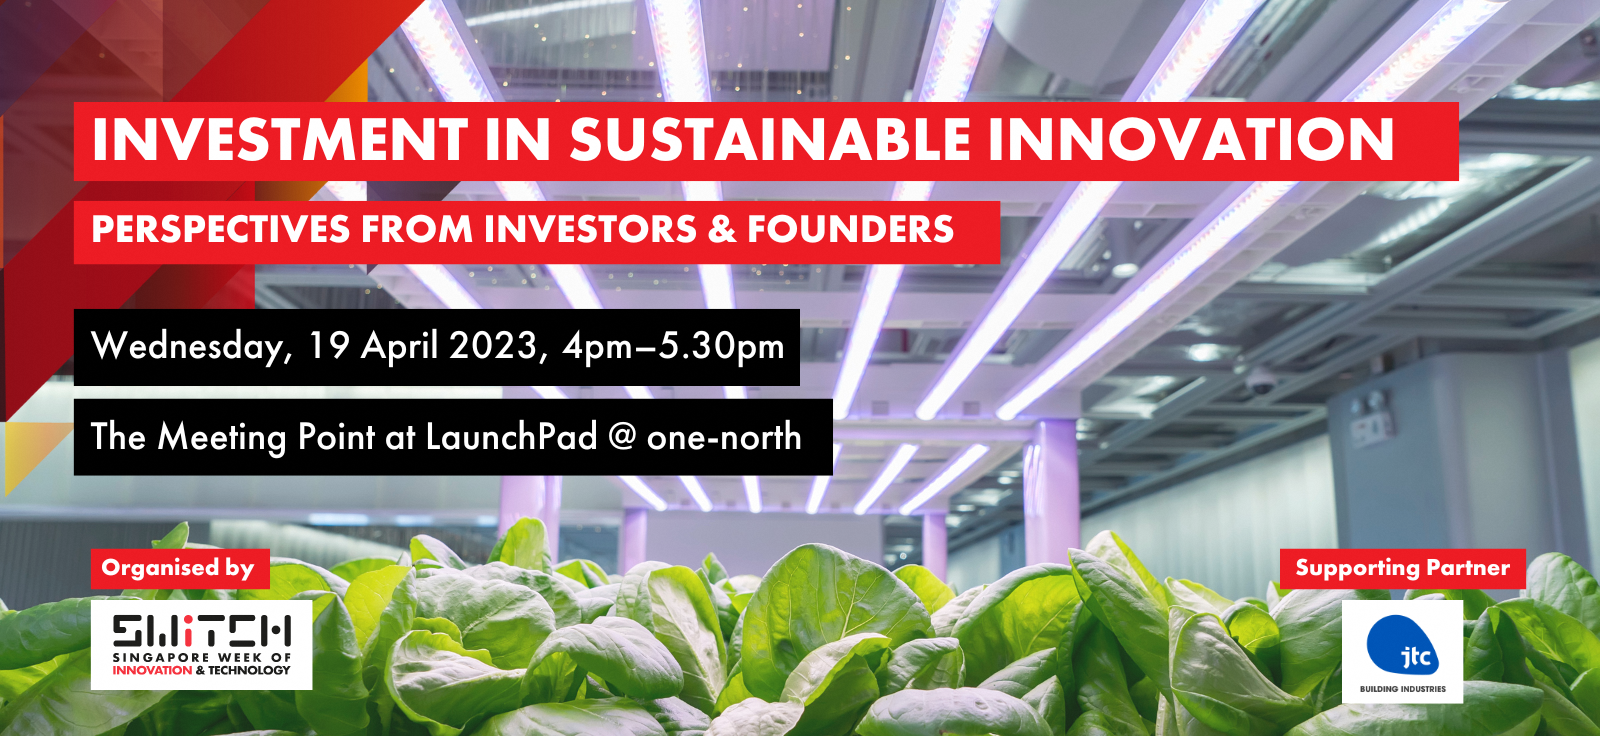 INVESTMENT IN SUSTAINABLE INNOVATION
PERSPECTIVES FROM INVESTORS & FOUNDERS
Wednesday, 19 April 2023, 4pm–5.30pm
The Meeting Point at LaunchPad @ one-north
Organised by
SWiTCH
SINGAPORE WEEK OF
INNOVATION & TECHNOLOGY
Supporting Partner
jtc
BUILDING INDUSTRIES